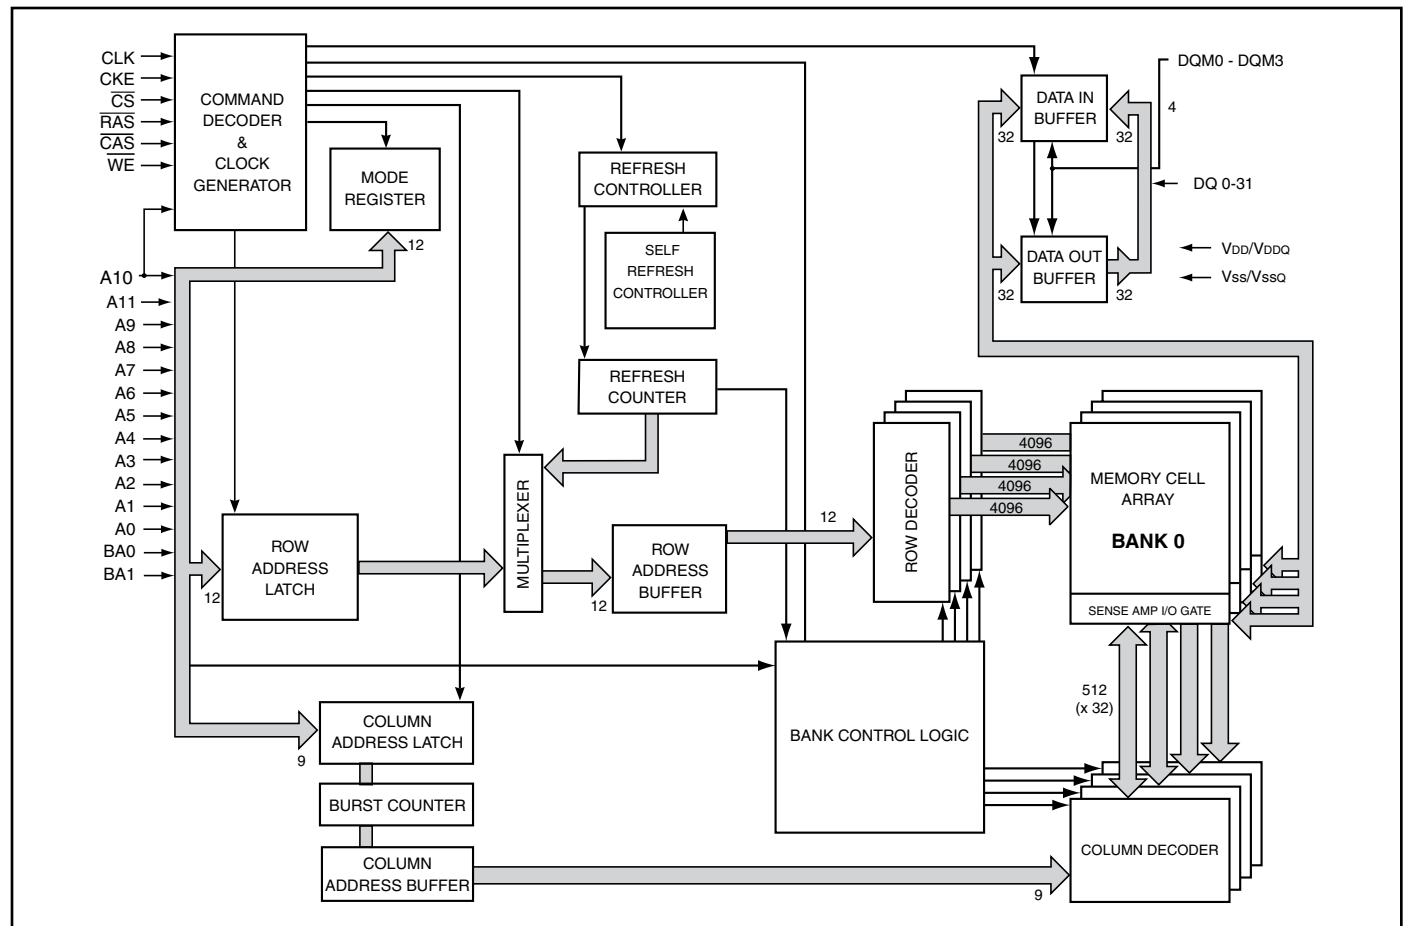 CLK
CKE
CS
RAS
CAS
WE
A10
A11
A9
A8
A7
A6
A5
A4
A3
A2
A1
A0
BA0
BA1
COMMAND
DECODER
&
CLOCK
GENERATOR
MODE
REGISTER
12
REFRESH
CONTROLLER
SELF
REFRESH
CONTROLLER
REFRESH
COUNTER
DATA IN
BUFFER
32
32
DQM0 - DQM3
4
DQ 0-31
DATA OUT
BUFFER
32
32
VDD/VDDQ
VSS/VSSQ
ROW
ADDRESS
LATCH
12
MULTIPLEXER
12
ROW
ADDRESS
BUFFER
12
ROW DECODER
4096
4096
4096
4096
MEMORY CELL
ARRAY
BANK 0
SENSE AMP I/O GATE
512
(x 32)
BANK CONTROL LOGIC
COLUMN
ADDRESS LATCH
9
BURST COUNTER
COLUMN
ADDRESS BUFFER
9
COLUMN DECODER